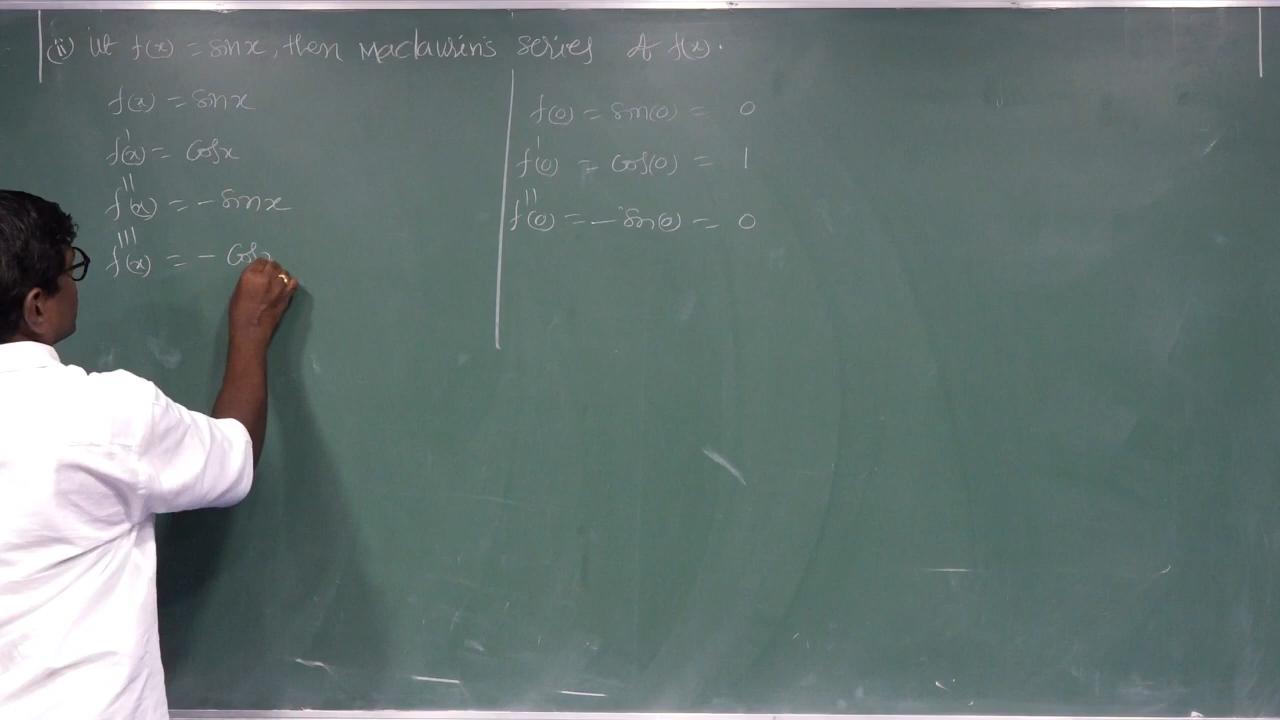 (ii) let f(x) = sinx, then Maclaurin's series of f(x).
f(x) = sinx
f'(x) = cosx
f''(x) = -sinx
f'''(x) = - cosx
f(0) = sin(0) = 0
f'(0) = cos(0) = 1
f''(0) = - sin(0) = 0